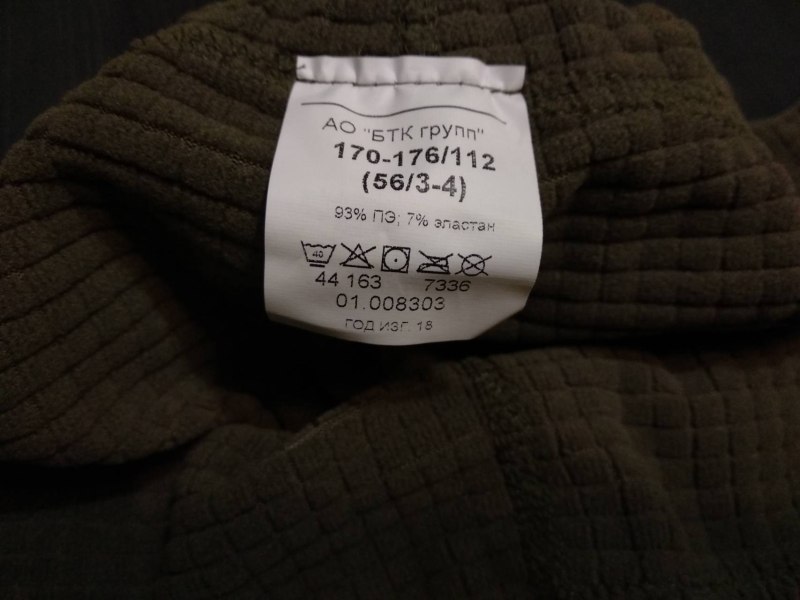 АО "БТК групп"
170-176/112
(56/3-4)
93% ПЭ; 7% эластан
40
44 163 7336
01.008303
ГОД ИЗГ. 18